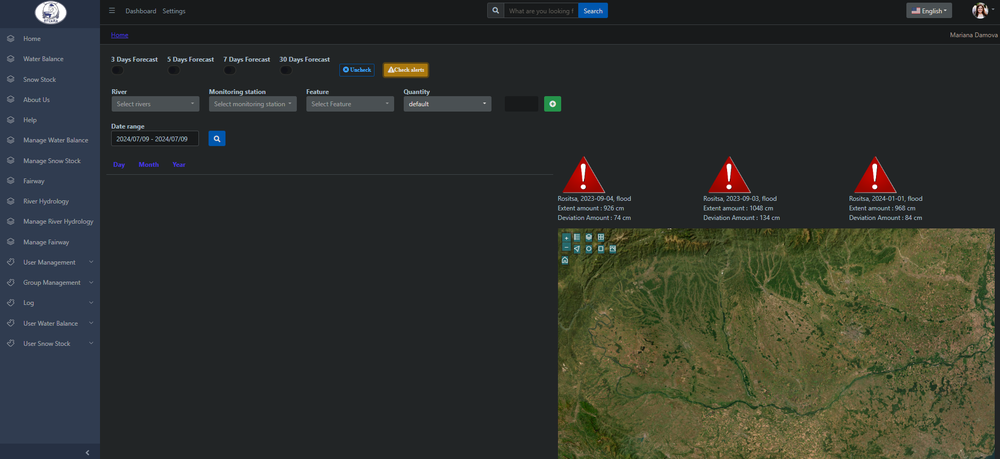 MOZAIKA
Dashboard Settings
What are you looking f Search
English
Home
Mariana Damova
Home
Water Balance
Snow Stock
About Us
Help
Manage Water Balance
Manage Snow Stock
Fairway
River Hydrology
Manage River Hydrology
Manage Fairway
User Management
Group Management
Log
User Water Balance
User Snow Stock
3 Days Forecast 5 Days Forecast 7 Days Forecast 30 Days Forecast
Uncheck Check alerts
River Monitoring station Feature Quantity
Select rivers Select monitoring station Select Feature default
Date range
2024/07/09 - 2024/07/09
Day Month Year
Rositsa, 2023-09-04, flood
Extent amount : 926 cm
Deviation Amount : 74 cm
Rositsa, 2023-09-03, flood
Extent amount : 1048 cm
Deviation Amount : 134 cm
Rositsa, 2024-01-01, flood
Extent amount : 968 cm
Deviation Amount : 84 cm